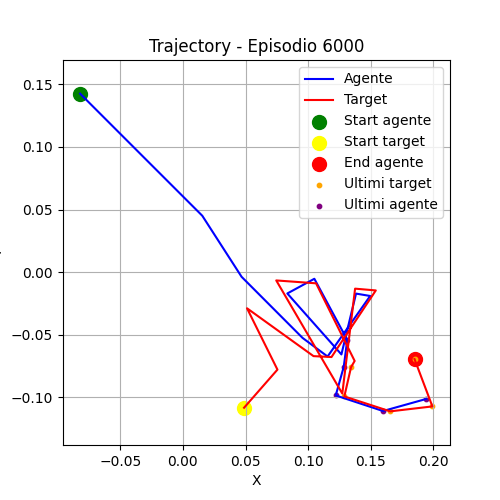 Trajectory - Episodio 6000
Agente
Target
Start agente
Start target
End agente
Ultimi target
Ultimi agente
0.15
0.10
0.05
0.00
−0.05
−0.10
−0.05 0.00 0.05 0.10 0.15 0.20
X